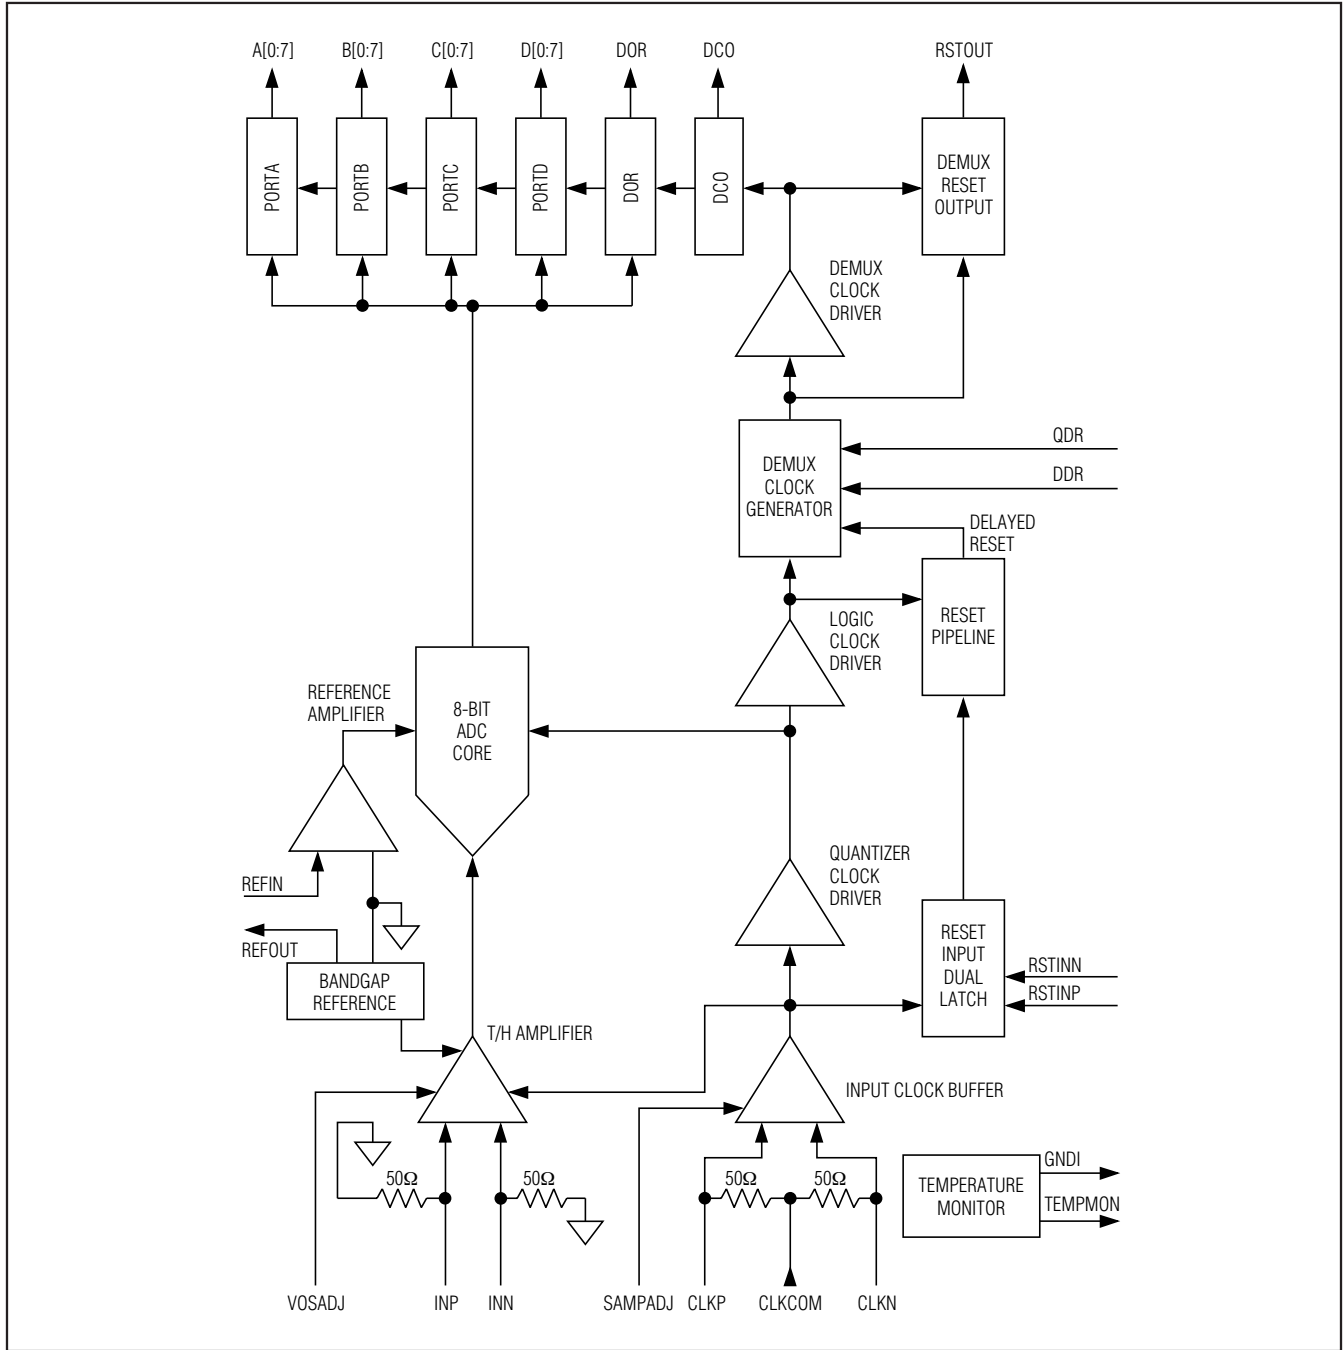 A[0:7]
B[0:7]
C[0:7]
D[0:7]
DOR
DCO
RSTOUT
PORTA
PORTB
PORTC
PORTD
DOR
DCO
DEMUX
RESET
OUTPUT
DEMUX
CLOCK
DRIVER
QDR
DDR
DEMUX
CLOCK
GENERATOR
DELAYED
RESET
LOGIC
CLOCK
DRIVER
RESET
PIPELINE
REFERENCE
AMPLIFIER
8-BIT
ADC
CORE
QUANTIZER
CLOCK
DRIVER
REFIN
REFOUT
BANDGAP
REFERENCE
RESET
INPUT
DUAL
LATCH
RSTINN
RSTINP
T/H AMPLIFIER
INPUT CLOCK BUFFER
50Ω
50Ω
50Ω
50Ω
TEMPERATURE
MONITOR
GNDI
TEMPMON
VOSADJ
INP
INN
SAMPADJ
CLKP
CLKCOM
CLKN